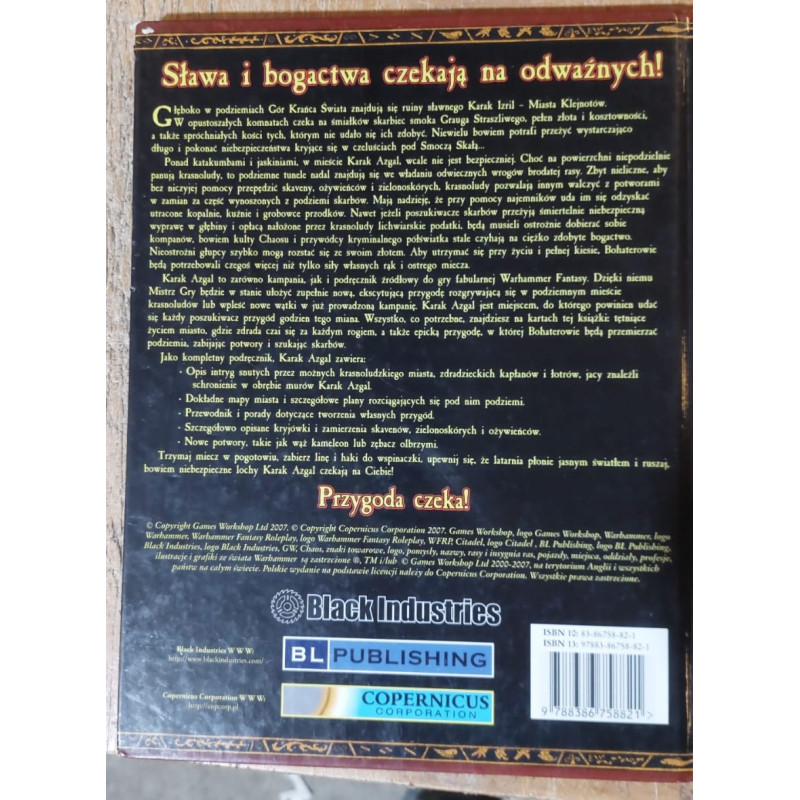 Sława i bogactwa czekają na odważnych!
Głęboko w podziemiach Gór Krańca Świata znajdują się ruiny sławnego Karak Izril – Miasta Klejnotów.
W opustoszałych komnatach czeka na śmiałków skarbiec smoka Grauga Straszliwego, pełen złota i kosztowności,
a także spróchniałych kości tych, którym nie udało się ich zdobyć. Niewielu bowiem potrafi przeżyć wystarczająco
długo i pokonać niebezpieczeństwa kryjące się w czeluściach pod Smoczą Skałą...
Ponad katakumbami i jaskiniami, w mieście Karak Azgal, wcale nie jest bezpieczniej. Choć na powierzchni niepodzielnie
panują krasnoludy, to podziemne tunele nadal znajdują się we władaniu odwiecznych wrogów brodatej rasy. Zbyt nieliczne, aby
bez niczyjej pomocy przepędzić skaveny, ożywieńców i zielonoskórych, krasnoludy pozwalają innym walczyć z potworami
w zamian za część wynoszonych z podziemi skarbów. Mają nadzieję, że przy pomocy najemników uda im się odzyskać
utracone kopalnie, kuźnie i grobowce przodków. Nawet jeżeli poszukiwacze skarbów przeżyją śmiertelnie niebezpieczną
wyprawę w głębiny i opłacą nałożone przez krasnoludy lichwiarskie podatki, będą musieli ostrożnie dobierać sobie
kompanów, bowiem kulty Chaosu i przywódcy kryminalnego półświatka stale czyhają na ciężko zdobyte bogactwo.
Nieostrożni głupcy szybko mogą rozstać się ze swoim złotem. Aby utrzymać się przy życiu i pełnej kiesie, Bohaterowie
będą potrzebowali czegoś więcej niż tylko siły własnych rąk i ostrego miecza.
Karak Azgal to zarówno kampania, jak i podręcznik źródłowy do gry fabularnej Warhammer Fantasy. Dzięki niemu
Mistrz Gry będzie w stanie ułożyć zupełnie nową, ekscytującą przygodę rozgrywającą się w podziemnym mieście
krasnoludów lub wpleść nowe wątki w już prowadzoną kampanię. Karak Azgal jest miejscem, do którego powinien udać
się każdy poszukiwacz przygód godzien tego miana. Wszystko, co potrzebne, znajdziesz na kartach tej książki: tętniące
życiem miasto, gdzie zdrada czai się za każdym rogiem, a także epicką przygodę, w której Bohaterowie będą przemierzać
podziemia, zabijając potwory i szukając skarbów.
Jako kompletny podręcznik, Karak Azgal zawiera:
- Opis intryg snutych przez możnych krasnoludzkiego miasta, zdradzieckich kapłanów i łotrów, jacy znaleźli
schronienie w obrębie murów Karak Azgal.
- Dokładne mapy miasta i szczegółowe plany rozciągających się pod nim podziemi.
- Przewodnik i porady dotyczące tworzenia własnych przygód.
- Szczegółowo opisane kryjówki i zamierzenia skavenów, zielonoskórych i ożywieńców.
- Nowe potwory, takie jak wąż kameleon lub zębacz olbrzymi.
Trzymaj miecz w pogotowiu, zabierz linę i haki do wspinaczki, upewnij się, że latarnia płonie jasnym światłem i ruszaj,
bowiem niebezpieczne lochy Karak Azgal czekają na Ciebie!
Przygoda czeka!
© Copyright Games Workshop Ltd 2007, © Copyright Copernicus Corporation 2007. Games Workshop, logo Games Workshop, Warhammer, logo
Warhammer, Warhammer Fantasy Roleplay, logo Warhammer Fantasy Roleplay, WFRP, Citadel, logo Citadel , BL Publishing, logo BL Publishing,
Black Industries, logo Black Industries, GW, Chaos, znaki towarowe, logo, pomysły, nazwy, rasy i insygnia ras, pojazdy, miejsca, oddziały, profesje,
ilustracje i grafiki ze świata Warhammer są zastrzeżone ®, TM i/lub © Games Workshop Ltd 2000-2007, na terytorium Anglii i wszystkich
państw na całym świecie. Polskie wydanie na podstawie licencji należy do Copernicus Corporation. Wszystkie prawa zastrzeżone.
Black Industries
Black Industries WWW:
http://www.blackindustries.com/
BL PUBLISHING
Copernicus Corporation WWW:
http://copcorp.pl
COPERNICUS
CORPORATION
ISBN 10: 83-86758-82-1
ISBN 13: 97883-86758-82-1
9 788386 758821 >